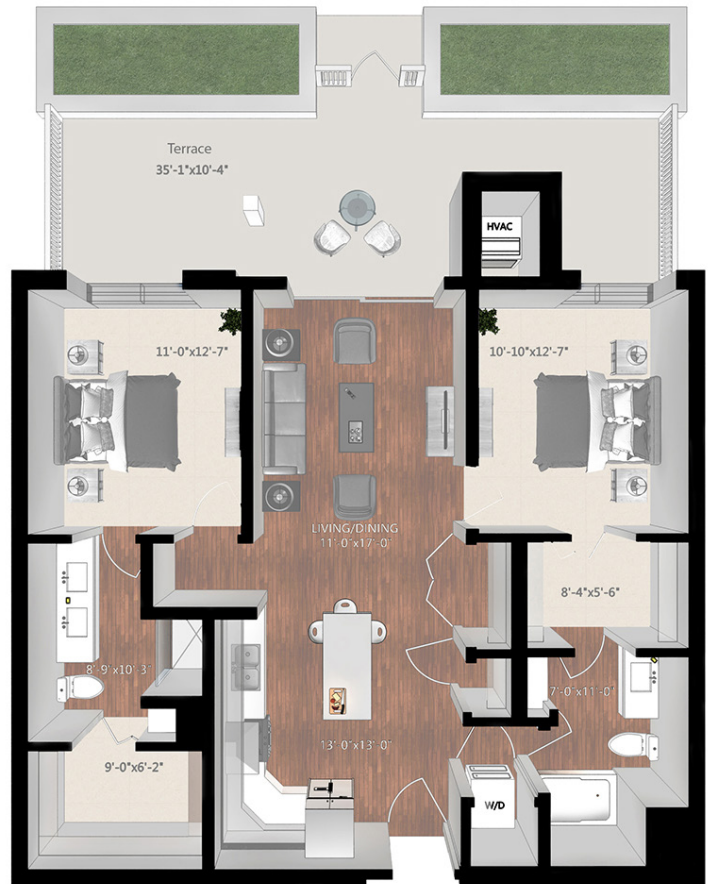 Terrace
35'-1"x10'-4"
HVAC
11'-0"x12'-7"
10'-10"x12'-7"
LIVING/DINING
11'-0"x17'-0"
8'-4"x5'-6"
8'-9"x10'-3"
7'-0"x11'-0"
13'-0"x13'-0"
9'-0"x6'-2"
W/D